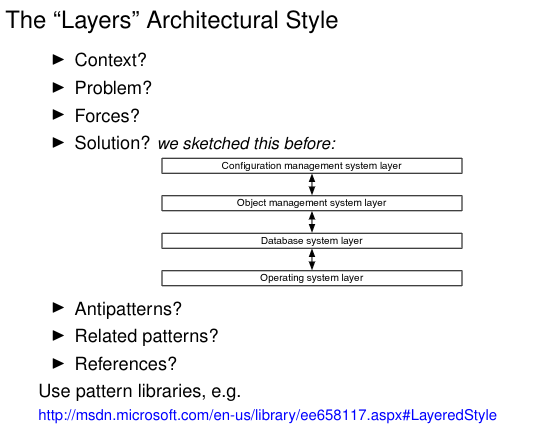 The “Layers” Architectural Style
► Context?
► Problem?
► Forces?
► Solution? we sketched this before:
Configuration management system layer
Object management system layer
Database system layer
Operating system layer
► Antipatterns?
► Related patterns?
► References?
Use pattern libraries, e.g.
http://msdn.microsoft.com/en-us/library/ee658117.aspx#LayeredStyle